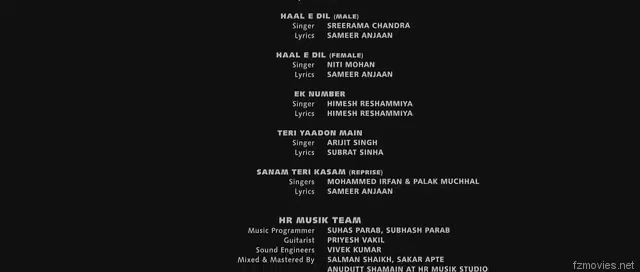 HAAL E DIL (MALE)
Singer SREERAMA CHANDRA
Lyrics SAMEER ANJAAN
HAAL E DIL (FEMALE)
Singer NITI MOHAN
Lyrics SAMEER ANJAAN
EK NUMBER
Singer HIMESH RESHAMMIYA
Lyrics HIMESH RESHAMMIYA
TERI YAADON MAIN
Singer ARIJIT SINGH
Lyrics SUBRAT SINHA
SANAM TERI KASAM (REPRISE)
Singers MOHAMMED IRFAN & PALAK MUCHHAL
Lyrics SAMEER ANJAAN
HR MUSIK TEAM
Music Programmer SUHAS PARAB, SUBHASH PARAB
Guitarist PRIYESH VAKIL
Sound Engineers VIVEK KUMAR
Mixed & Mastered By SALMAN SHAIKH, SAKAR APTE
ANUDUTT SHAMAIN AT HR MUSIK STUDIO
fzmovies.net